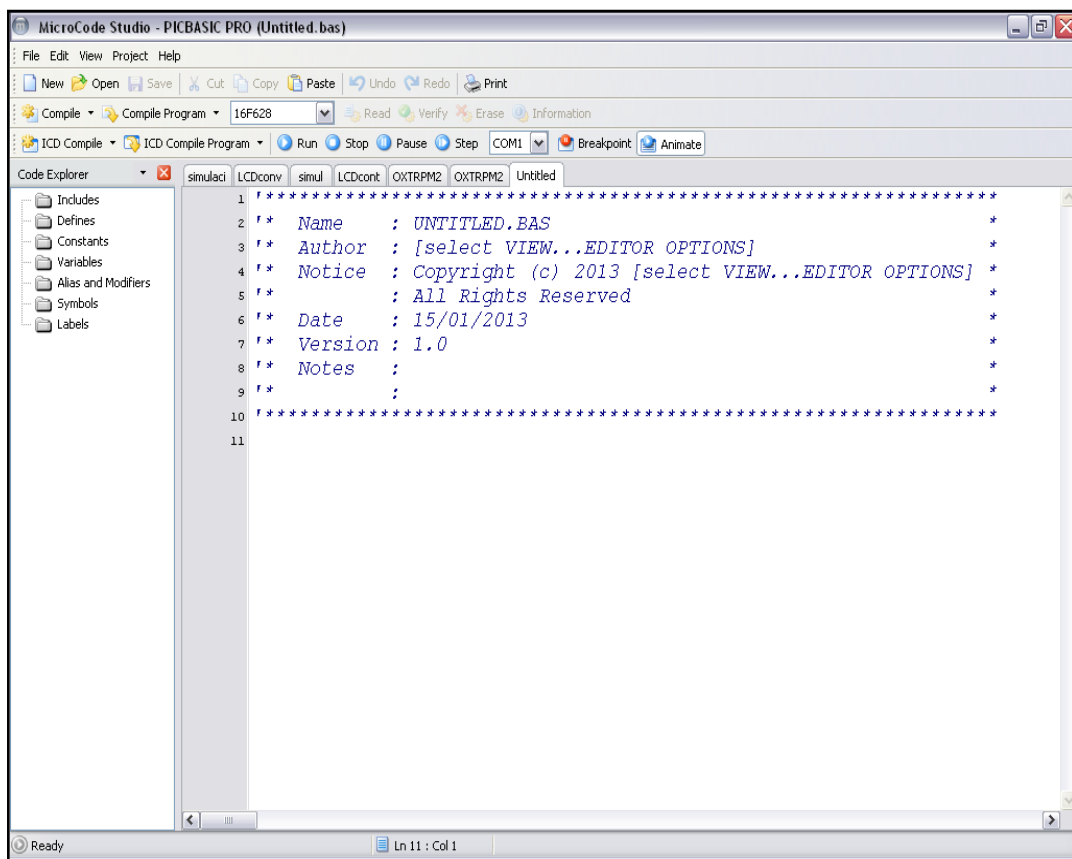 MicroCode Studio - PICBASIC PRO (Untitled.bas)
File Edit View Project Help
New Open Save Cut Copy Paste Undo Redo Print
Compile Compile Program 16F628 Read Verify Erase Information
ICD Compile ICD Compile Program Run Stop Pause Step COM1 Breakpoint Animate
Code Explorer
Includes
Defines
Constants
Variables
Alias and Modifiers
Symbols
Labels
simulaci LCDconv simul LCDcont OXTRPM2 OXTRPM2 Untitled
1 '****************************************************************
2 '*  Name    : UNTITLED.BAS                                      *
3 '*  Author  : [select VIEW...EDITOR OPTIONS]                    *
4 '*  Notice  : Copyright (c) 2013 [select VIEW...EDITOR OPTIONS] *
5 '*          : All Rights Reserved                               *
6 '*  Date    : 15/01/2013                                        *
7 '*  Version : 1.0                                               *
8 '*  Notes   :                                                   *
9 '*          :                                                   *
10 '****************************************************************
11
Ready Ln 11 : Col 1